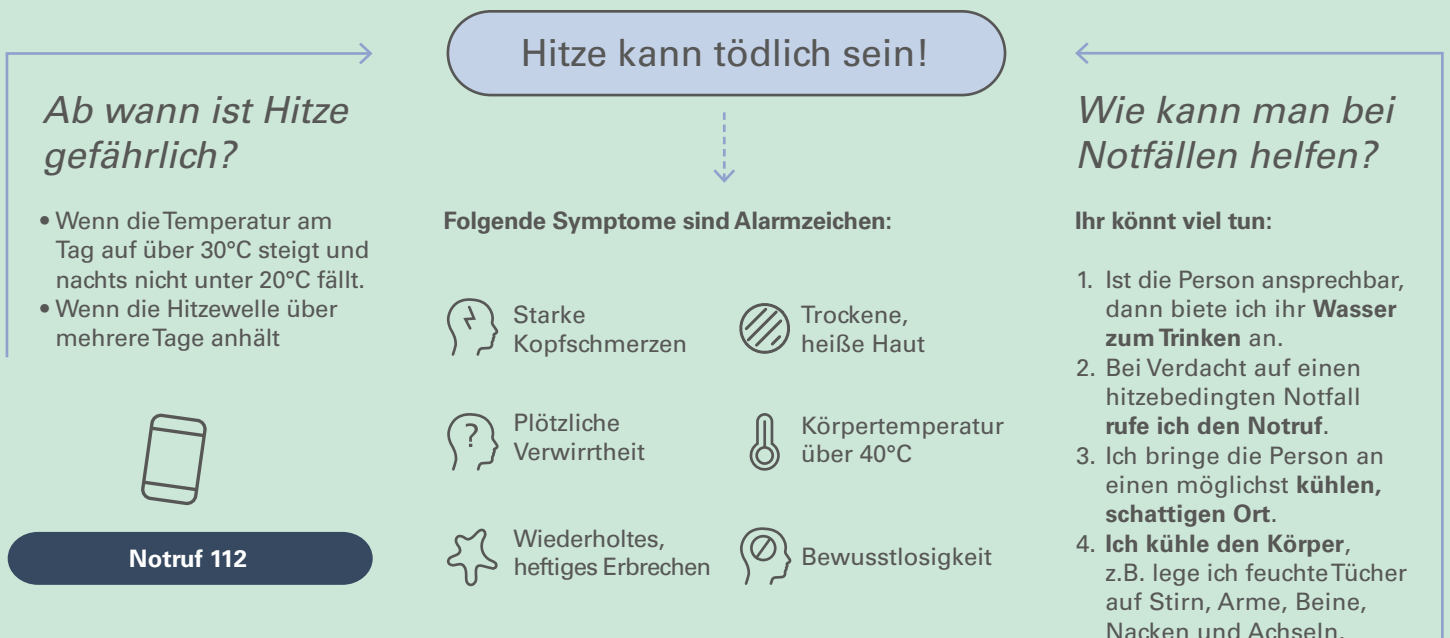 Hitze kann tödlich sein!
Ab wann ist Hitze
gefährlich?
• Wenn die Temperatur am
Tag auf über 30°C steigt und
nachts nicht unter 20°C fällt.
• Wenn die Hitzewelle über
mehrere Tage anhält
Notruf 112
Folgende Symptome sind Alarmzeichen:
Starke
Kopfschmerzen
Trockene,
heiße Haut
?
Plötzliche
Verwirrtheit
Körpertemperatur
über 40°C
Wiederholtes,
heftiges Erbrechen
Bewusstlosigkeit
Wie kann man bei
Notfällen helfen?
Ihr könnt viel tun:
1. Ist die Person ansprechbar,
dann biete ich ihr Wasser
zum Trinken an.
2. Bei Verdacht auf einen
hitzebedingten Notfall
rufe ich den Notruf.
3. Ich bringe die Person an
einen möglichst kühlen,
schattigen Ort.
4. Ich kühle den Körper,
z.B. lege ich feuchte Tücher
auf Stirn, Arme, Beine,
Nacken und Achseln.